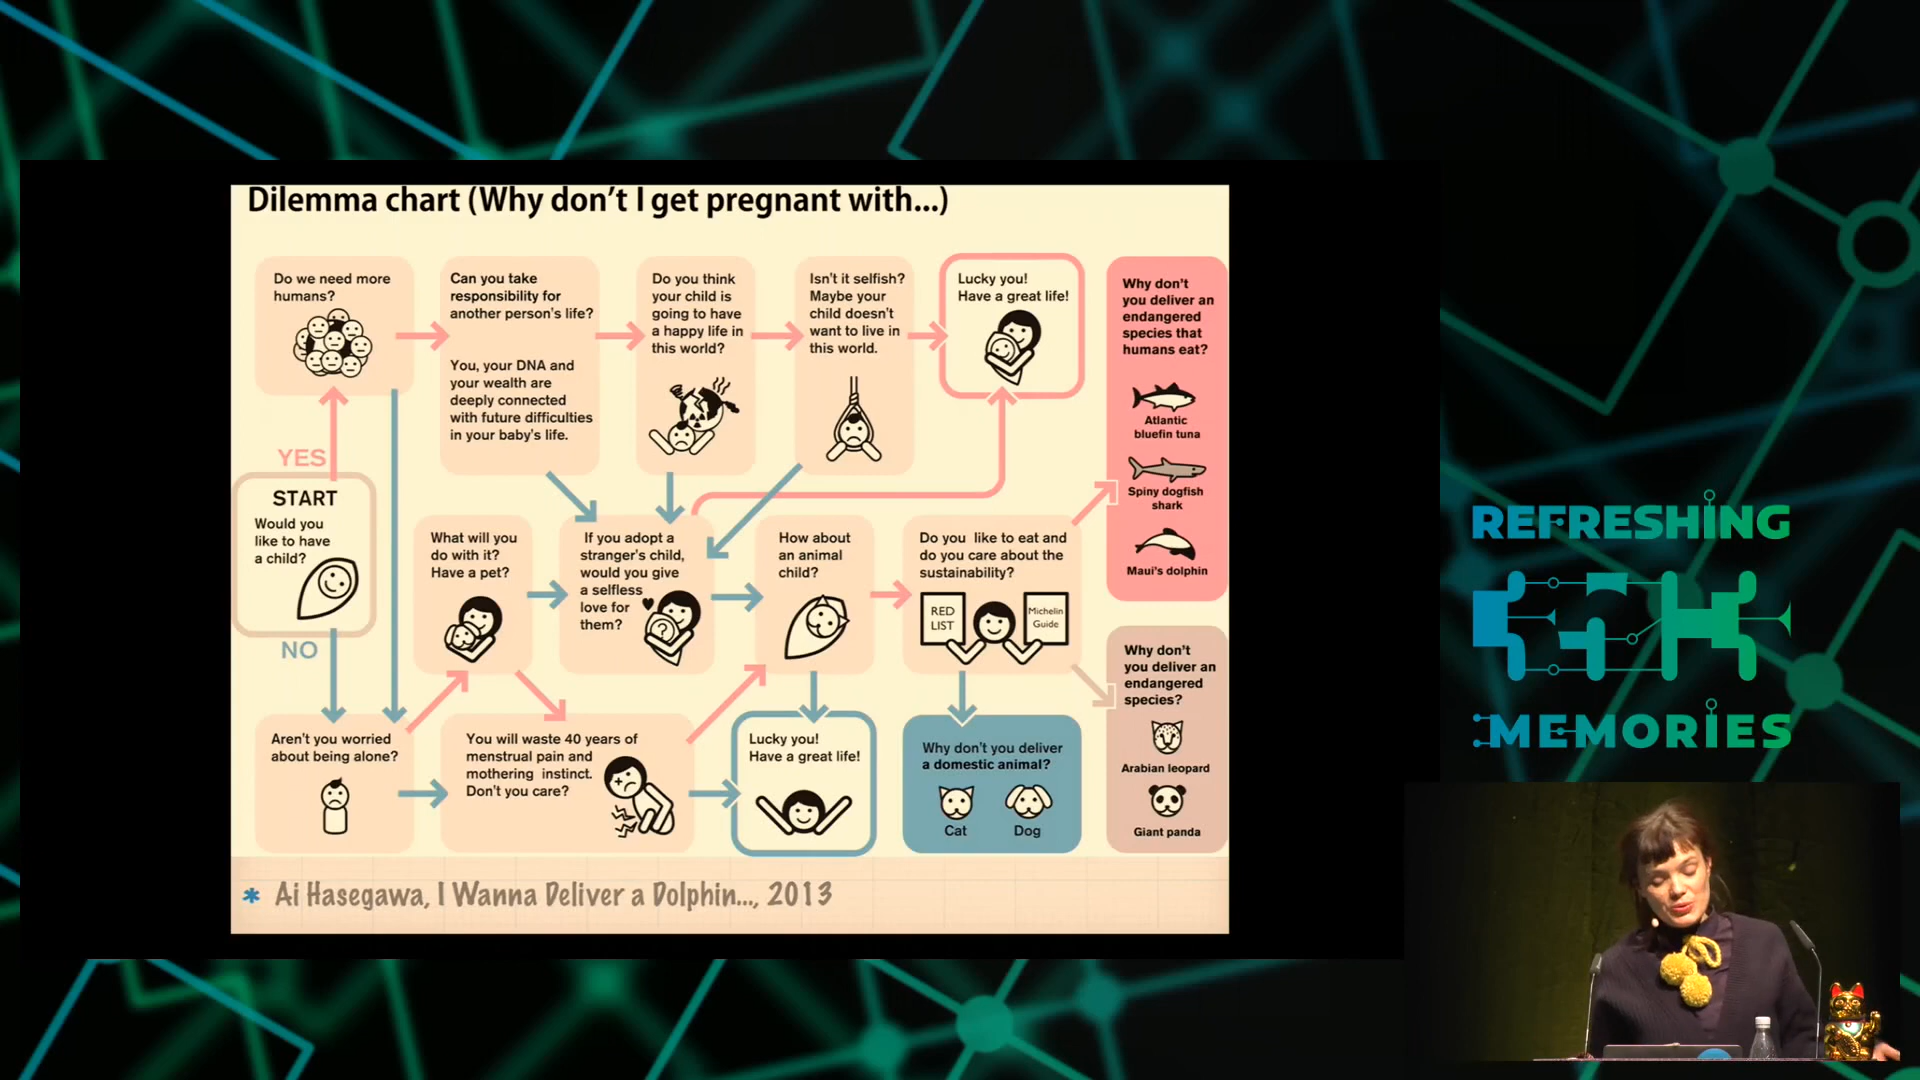 Dilemma chart (Why don't I get pregnant with...)
Do we need more
humans?
Can you take
responsibility for
another person's life?
You, your DNA and
your wealth are
deeply connected
with future difficulties
in your baby's life.
Do you think
your child is
going to have
a happy life in
this world?
Isn't it selfish?
Maybe your
child doesn't
want to live in
this world.
Lucky you!
Have a great life!
Why don't
you deliver an
endangered
species that
humans eat?
Atlantic
bluefin tuna
Spiny dogfish
shark
Maui's dolphin
YES
START
Would you
like to have
a child?
NO
What will you
do with it?
Have a pet?
If you adopt a
stranger's child,
would you give
a selfless
love for
them?
?
How about
an animal
child?
Do you like to eat and
do you care about the
sustainability?
RED
LIST
Michelin
Guide
Why don't
you deliver an
endangered
species?
Arabian leopard
Giant panda
Aren't you worried
about being alone?
You will waste 40 years of
menstrual pain and
mothering instinct.
Don't you care?
Lucky you!
Have a great life!
Why don't you deliver
a domestic animal?
Cat
Dog
* Ai Hasegawa, I Wanna Deliver a Dolphin..., 2013
REFRESHING
MEMORIES